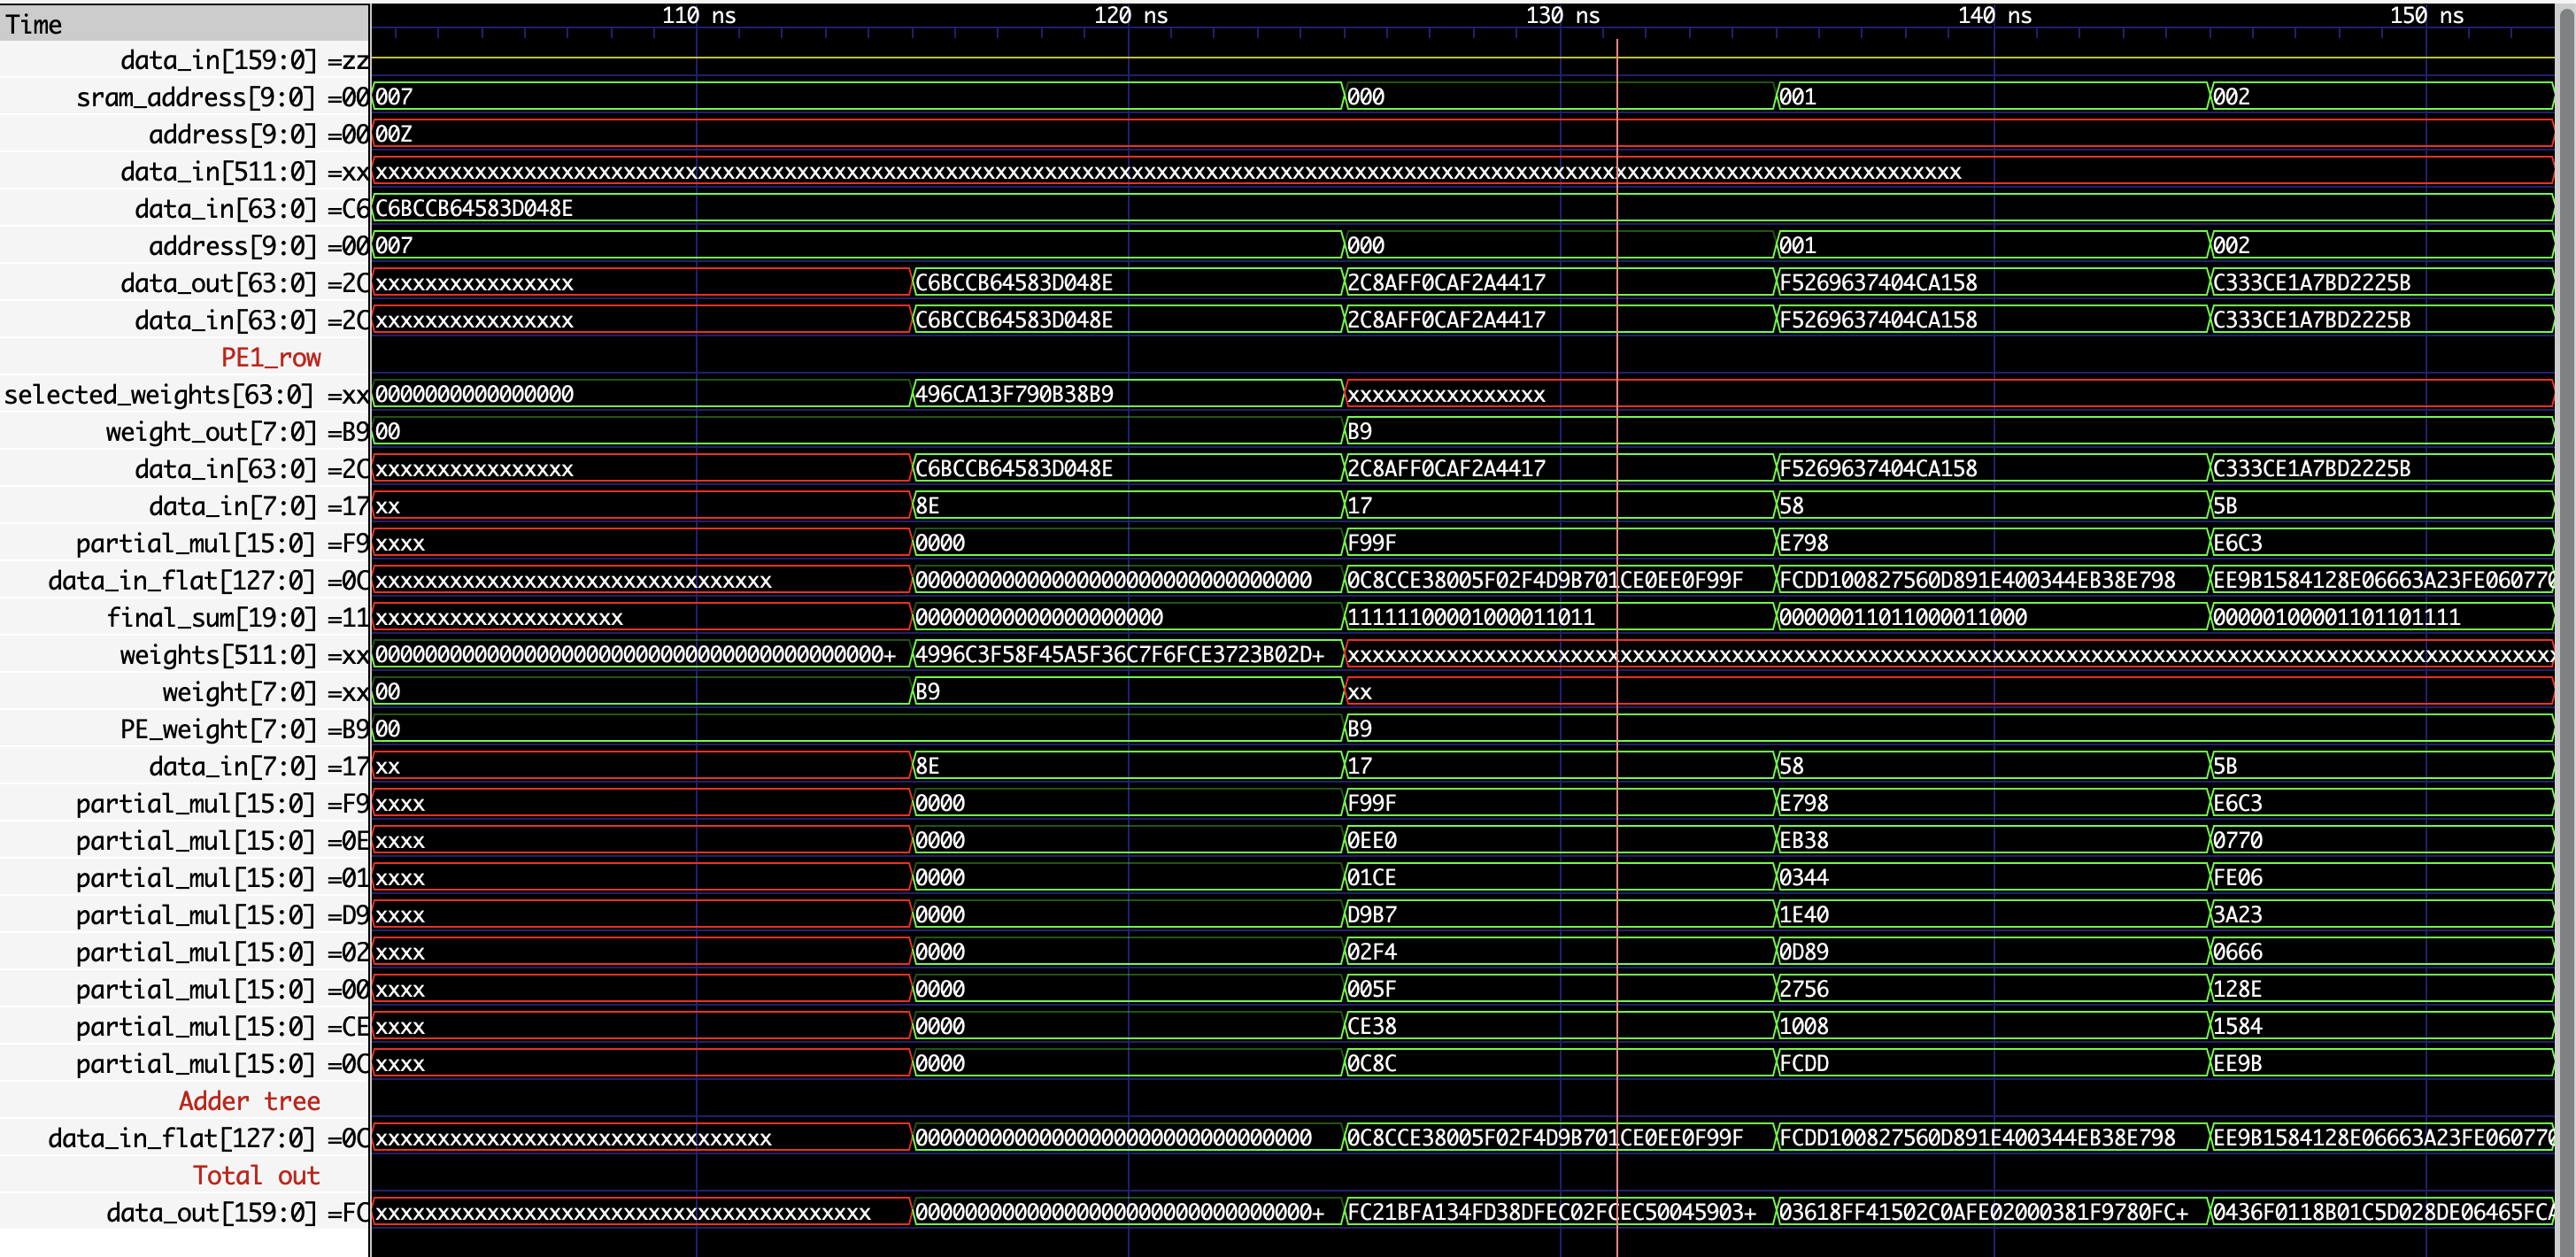 Time 110 ns 120 ns 130 ns 140 ns 150 ns
data_in[159:0] =zz
sram_address[9:0] =00 007 000 001 002
address[9:0] =00 00Z
data_in[511:0] =xx xxxxxxxxxxxxxxxxxxxxxxxxxxxxxxxxxxxxxxxxxxxxxxxxxxxxxxxxxxxxxxxxxxxxxxxxxxxxxxxxxxxxxxxxxxxxxxxxxxxxxxxxxxxxxxxxxxxxxxxxxxxxxxxx
data_in[63:0] =C6 C6BCCB64583D048E
address[9:0] =00 007 000 001 002
data_out[63:0] =2C xxxxxxxxxxxxxxxx C6BCCB64583D048E 2C8AFF0CAF2A4417 F5269637404CA158 C333CE1A7BD2225B
data_in[63:0] =2C xxxxxxxxxxxxxxxx C6BCCB64583D048E 2C8AFF0CAF2A4417 F5269637404CA158 C333CE1A7BD2225B
PE1_row
selected_weights[63:0] =xx 0000000000000000 496CA13F790B38B9 xxxxxxxxxxxxxxxx
weight_out[7:0] =B9 00 B9
data_in[63:0] =2C xxxxxxxxxxxxxxxx C6BCCB64583D048E 2C8AFF0CAF2A4417 F5269637404CA158 C333CE1A7BD2225B
data_in[7:0] =17 xx 8E 17 58 5B
partial_mul[15:0] =F9 xxxx 0000 F99F E798 E6C3
data_in_flat[127:0] =0C xxxxxxxxxxxxxxxxxxxxxxxxxxxxxxxx 00000000000000000000000000000000 0C8CCE38005F02F4D9B701CE0EE0F99F FCDD100827560D891E400344EB38E798 EE9B1584128E06663A23FE060770
final_sum[19:0] =11 xxxxxxxxxxxxxxxxxxxx 00000000000000000000 11111100001000011011 00000011011000011000 00000100001101101111
weights[511:0] =xx 00000000000000000000000000000000000000000+ 4996C3F58F45A5F36C7F6FCE3723B02D+ xxxxxxxxxxxxxxxxxxxxxxxxxxxxxxxxxxxxxxxxxxxxxxxxxxxxxxxxxxxxxxxxxxxxxxxxxxxxxxxxxxxxxxxxxxxxxxxxxx
weight[7:0] =xx 00 B9 xx
PE_weight[7:0] =B9 00 B9
data_in[7:0] =17 xx 8E 17 58 5B
partial_mul[15:0] =F9 xxxx 0000 F99F E798 E6C3
partial_mul[15:0] =0E xxxx 0000 0EE0 EB38 0770
partial_mul[15:0] =01 xxxx 0000 01CE 0344 FE06
partial_mul[15:0] =D9 xxxx 0000 D9B7 1E40 3A23
partial_mul[15:0] =02 xxxx 0000 02F4 0D89 0666
partial_mul[15:0] =00 xxxx 0000 005F 2756 128E
partial_mul[15:0] =CE xxxx 0000 CE38 1008 1584
partial_mul[15:0] =0C xxxx 0000 0C8C FCDD EE9B
Adder tree
data_in_flat[127:0] =0C xxxxxxxxxxxxxxxxxxxxxxxxxxxxxxxx 00000000000000000000000000000000 0C8CCE38005F02F4D9B701CE0EE0F99F FCDD100827560D891E400344EB38E798 EE9B1584128E06663A23FE060770
Total out
data_out[159:0] =FC xxxxxxxxxxxxxxxxxxxxxxxxxxxxxxxxxxxxxxxx 00000000000000000000000000000000+ FC21BFA134FD38DFEC02FCEC50045903+ 03618FF41502C0AFE02000381F9780FC+ 0436F0118B01C5D028DE06465FCA